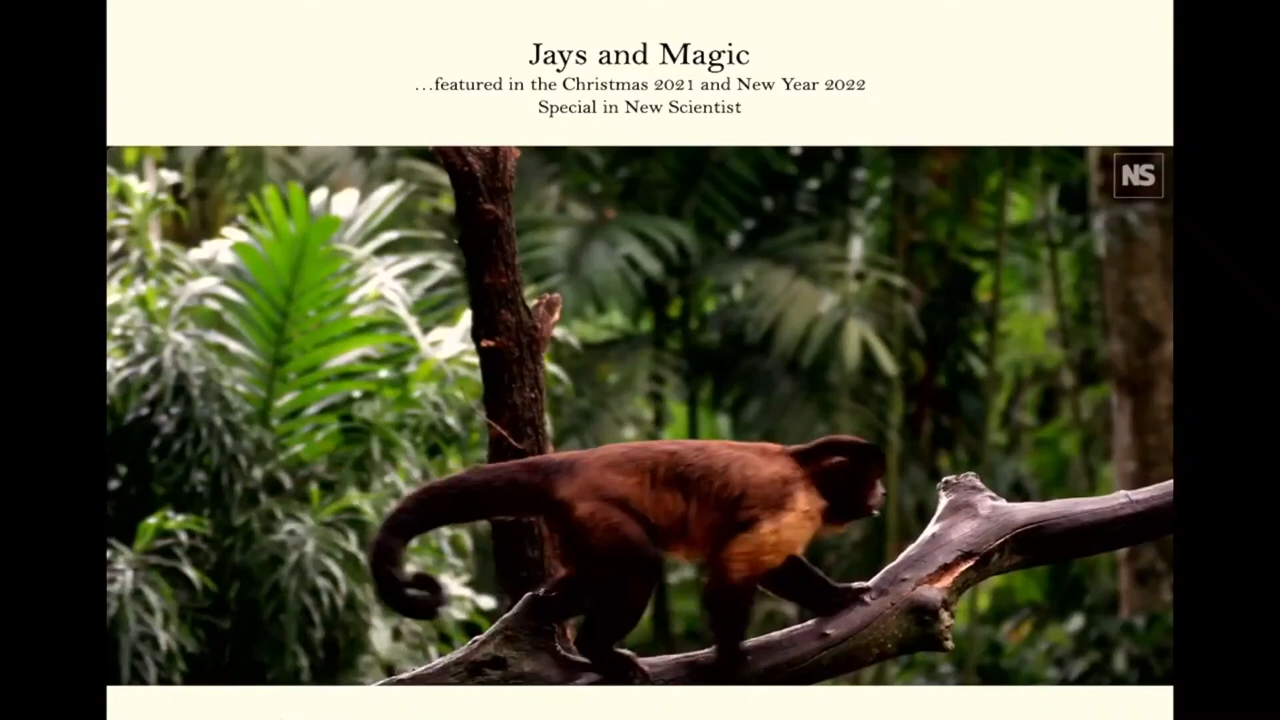 Jays and Magic
...featured in the Christmas 2021 and New Year 2022
Special in New Scientist
NS